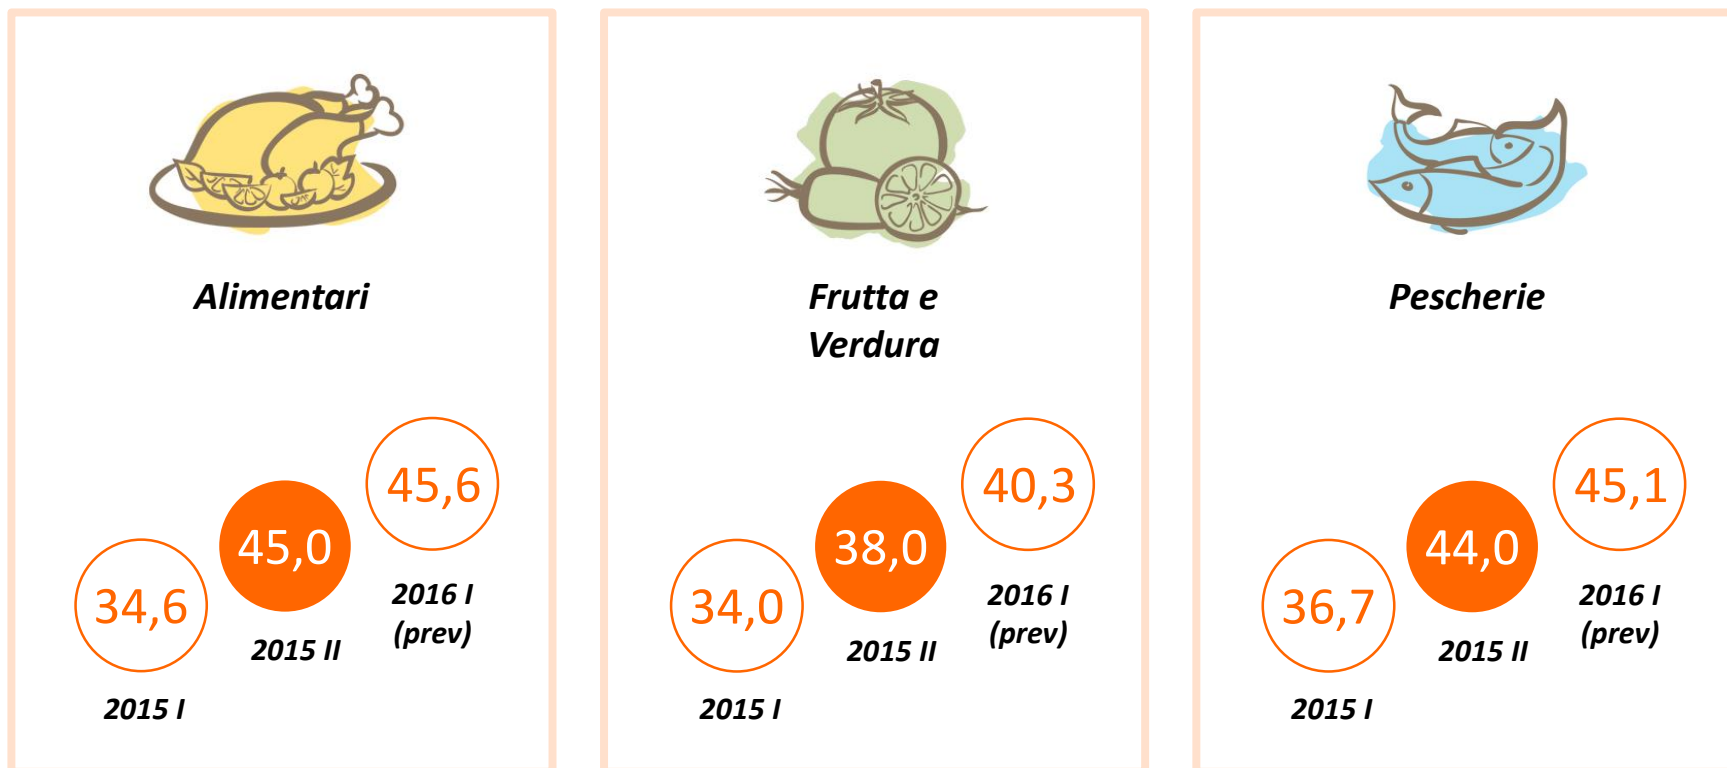 Alimentari
34,6
2015 I
45,0
2015 II
45,6
2016 I
(prev)
Frutta e
Verdura
34,0
2015 I
38,0
2015 II
40,3
2016 I
(prev)
Pescherie
36,7
2015 I
44,0
2015 II
45,1
2016 I
(prev)